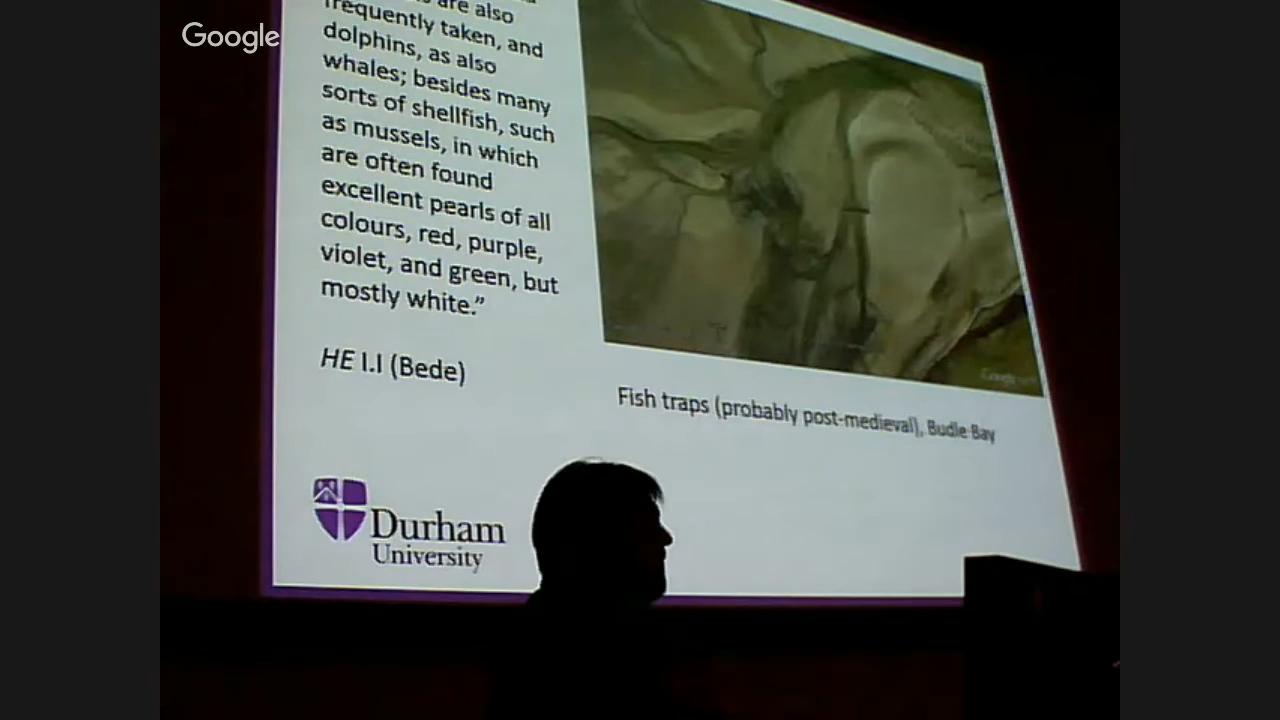 Google
are also
frequently taken, and
dolphins, as also
whales; besides many
sorts of shellfish, such
as mussels, in which
are often found
excellent pearls of all
colours, red, purple,
violet, and green, but
mostly white.”
HE I.I (Bede)
Fish traps (probably post-medieval), Budle Bay
Durham
University